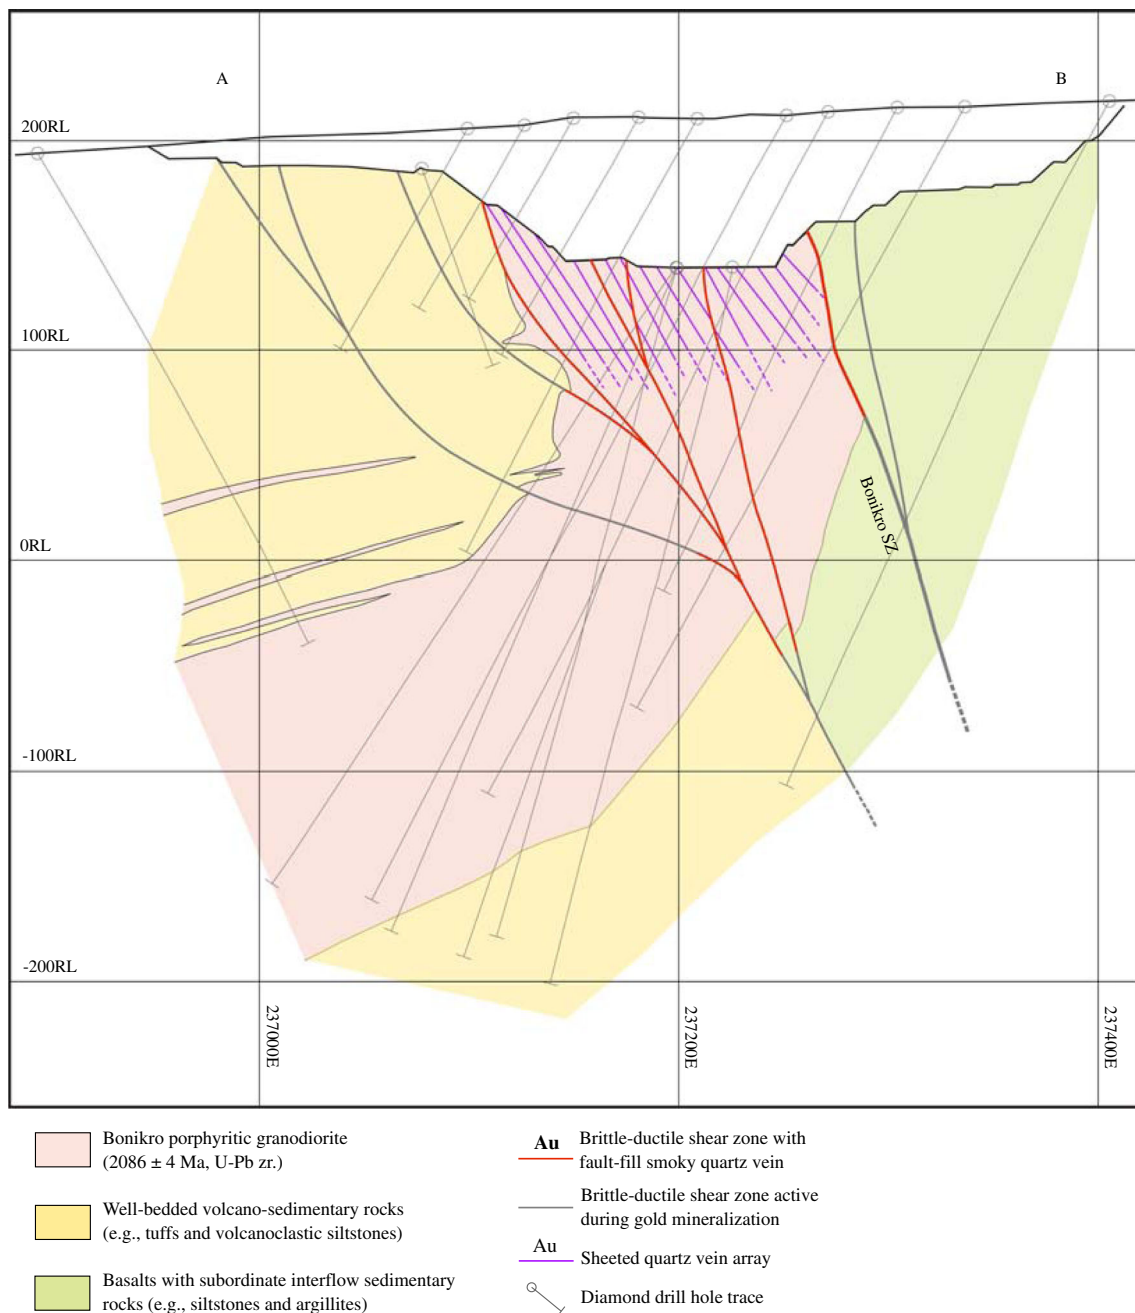 A
B
200RL
100RL
0RL
Bonikro SZ
-100RL
-200RL
237000E
237200E
237400E
Bonikro porphyritic granodiorite
(2086 ± 4 Ma, U-Pb zr.)
Well-bedded volcano-sedimentary rocks
(e.g., tuffs and volcanoclastic siltstones)
Basalts with subordinate interflow sedimentary
rocks (e.g., siltstones and argillites)
Au
Brittle-ductile shear zone with
fault-fill smoky quartz vein
Brittle-ductile shear zone active
during gold mineralization
Au
Sheeted quartz vein array
Diamond drill hole trace